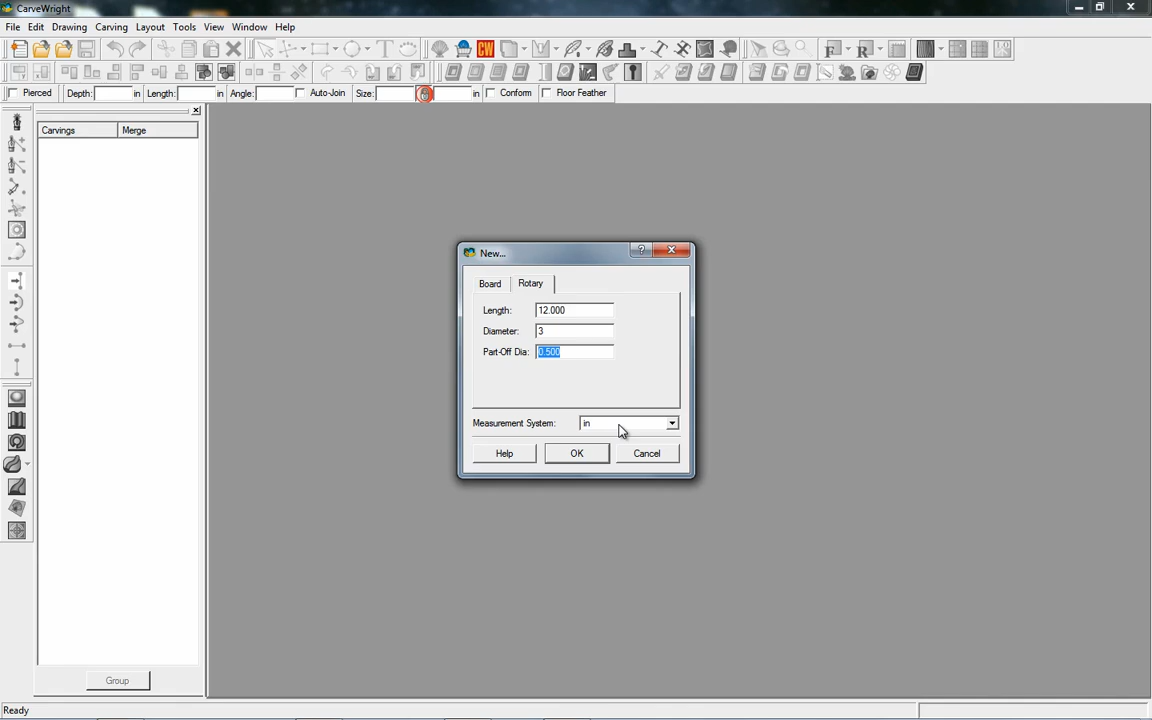 CarveWright
File Edit Drawing Carving Layout Tools View Window Help
CW T F R
Pierced Depth: in Length: in Angle: Auto-Join Size: in Conform Floor Feather
Carvings Merge
New...
Board Rotary
Length: 12.000
Diameter: 3
Part-Off Dia: 0.500
Measurement System: in
Help OK Cancel
Group
Ready